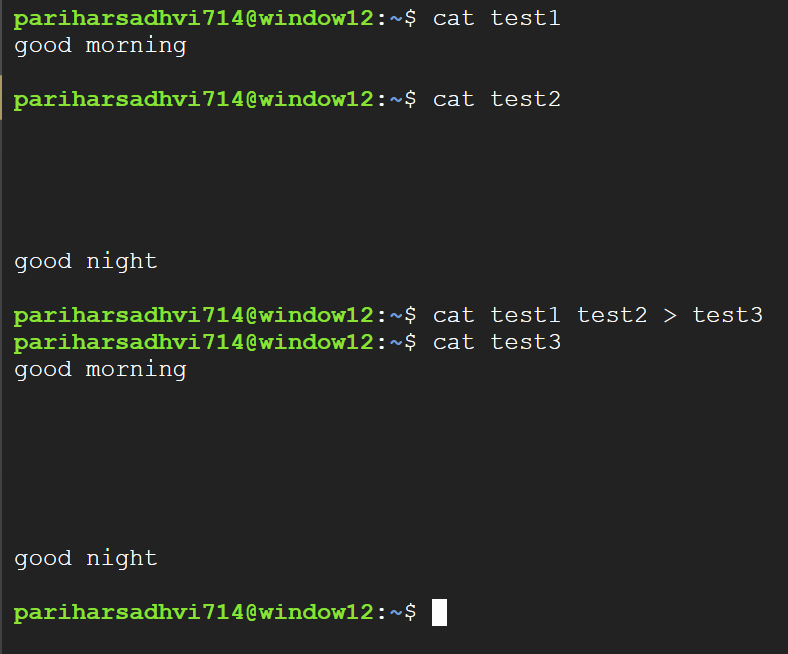 pariharsadhvi714@window12:~$ cat test1
good morning
pariharsadhvi714@window12:~$ cat test2
good night
pariharsadhvi714@window12:~$ cat test1 test2 > test3
pariharsadhvi714@window12:~$ cat test3
good morning
good night
pariharsadhvi714@window12:~$